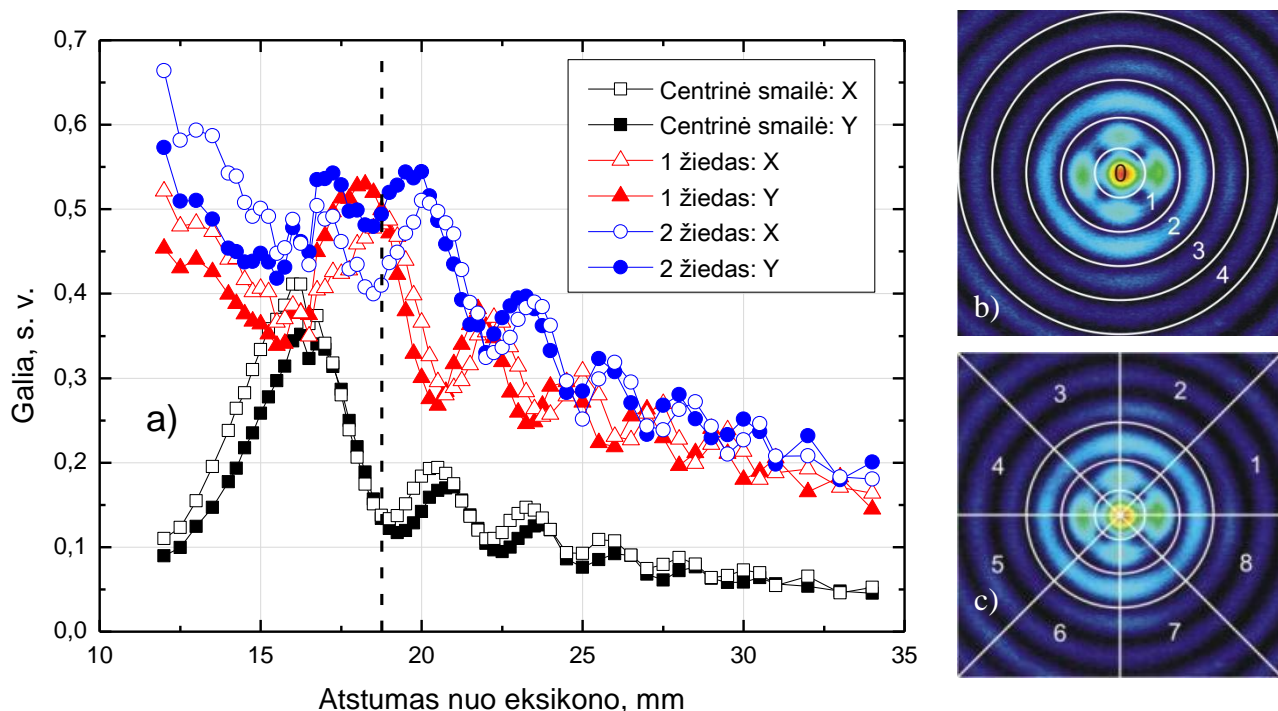 0,7
0,6
0,5
0,4
0,3
0,2
0,1
0,0
Galia, s. v.
10
15
20
25
30
35
Atstumas nuo eksikono, mm
a)
Centrinė smailė: X
Centrinė smailė: Y
1 žiedas: X
1 žiedas: Y
2 žiedas: X
2 žiedas: Y
0
1
2
3
4
b)
3
2
4
1
5
8
6
7
c)